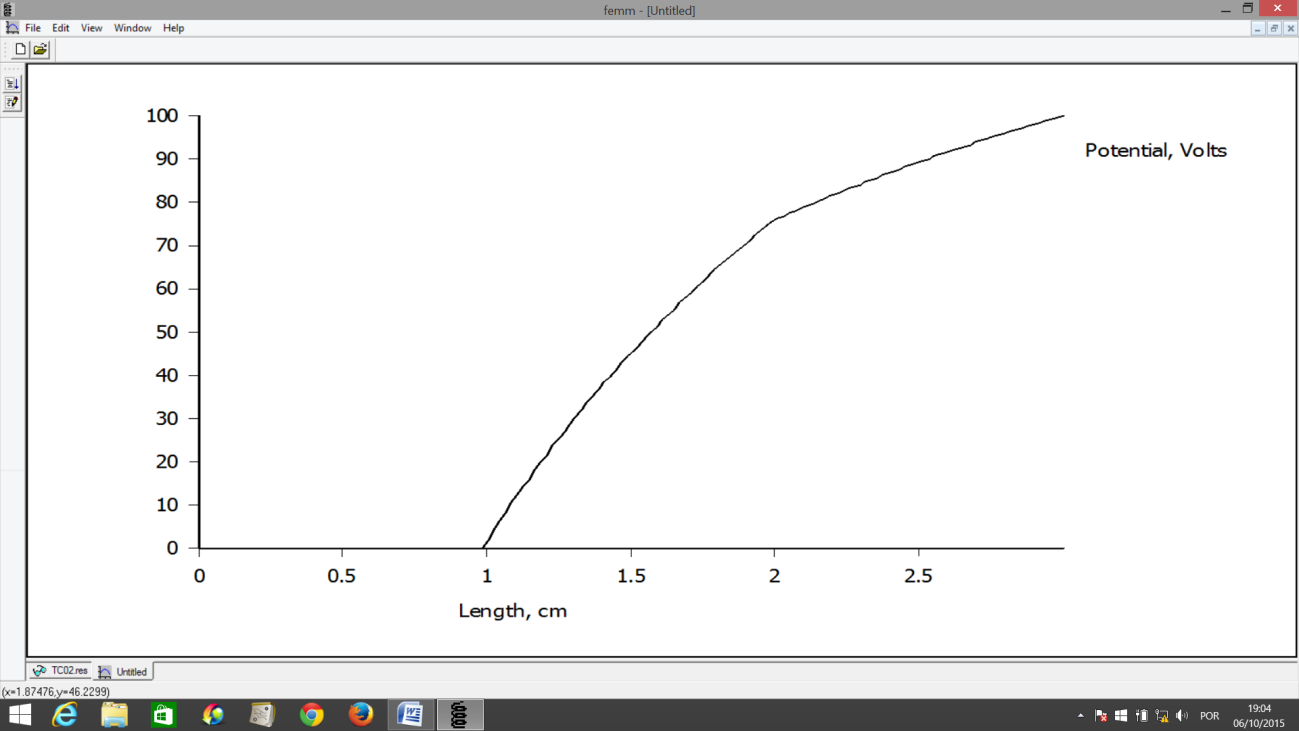 femm - [Untitled]
File Edit View Window Help
100
90
80
70
60
50
40
30
20
10
0
Potential, Volts
0 0.5 1 1.5 2 2.5
Length, cm
TC02.res Untitled
(x=1.87476,y=46.2299)
POR
19:04
06/10/2015